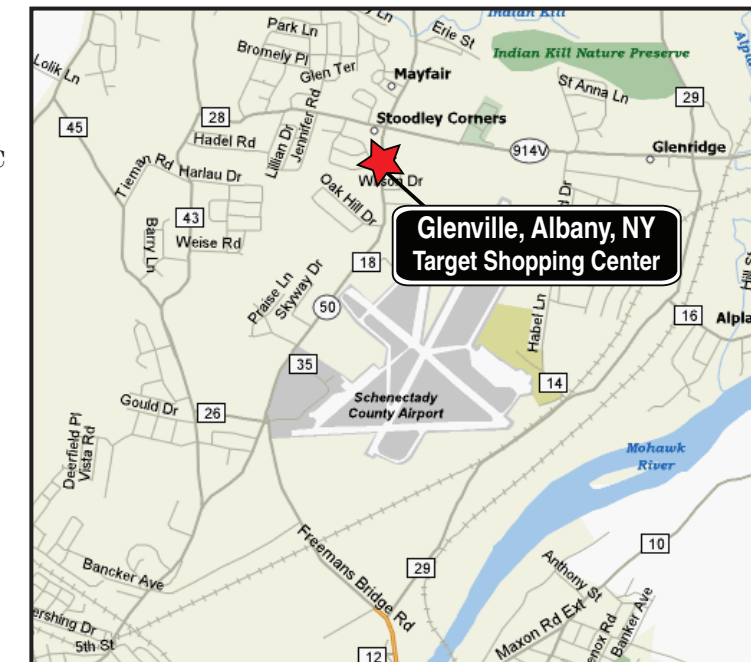 Indian Kill
Park Ln
Erie St
Bromely Pl
Indian Kill Nature Preserve
Lolik Ln
Glen Ter
Mayfair
St Anna Ln
29
28
Stoodley Corners
45
Jennifer Rd
Lillian Dr
Hadel Rd
914V
Glenridge
Tieman Rd
Harlau Dr
Oak Hill Dr
43
Barry Ln
Weise Rd
Glenville, Albany, NY
Target Shopping Center
18
Praise Ln
Skyway Dr
50
Habel Ln
16
35
14
Schenectady
County Airport
Gould Dr
26
Deerfield Pl
Vista Rd
Mohawk
River
Freemans Bridge Rd
10
Bancker Ave
29
Anthony St
Maxon Rd Ext
Banker Ave
5th St
12